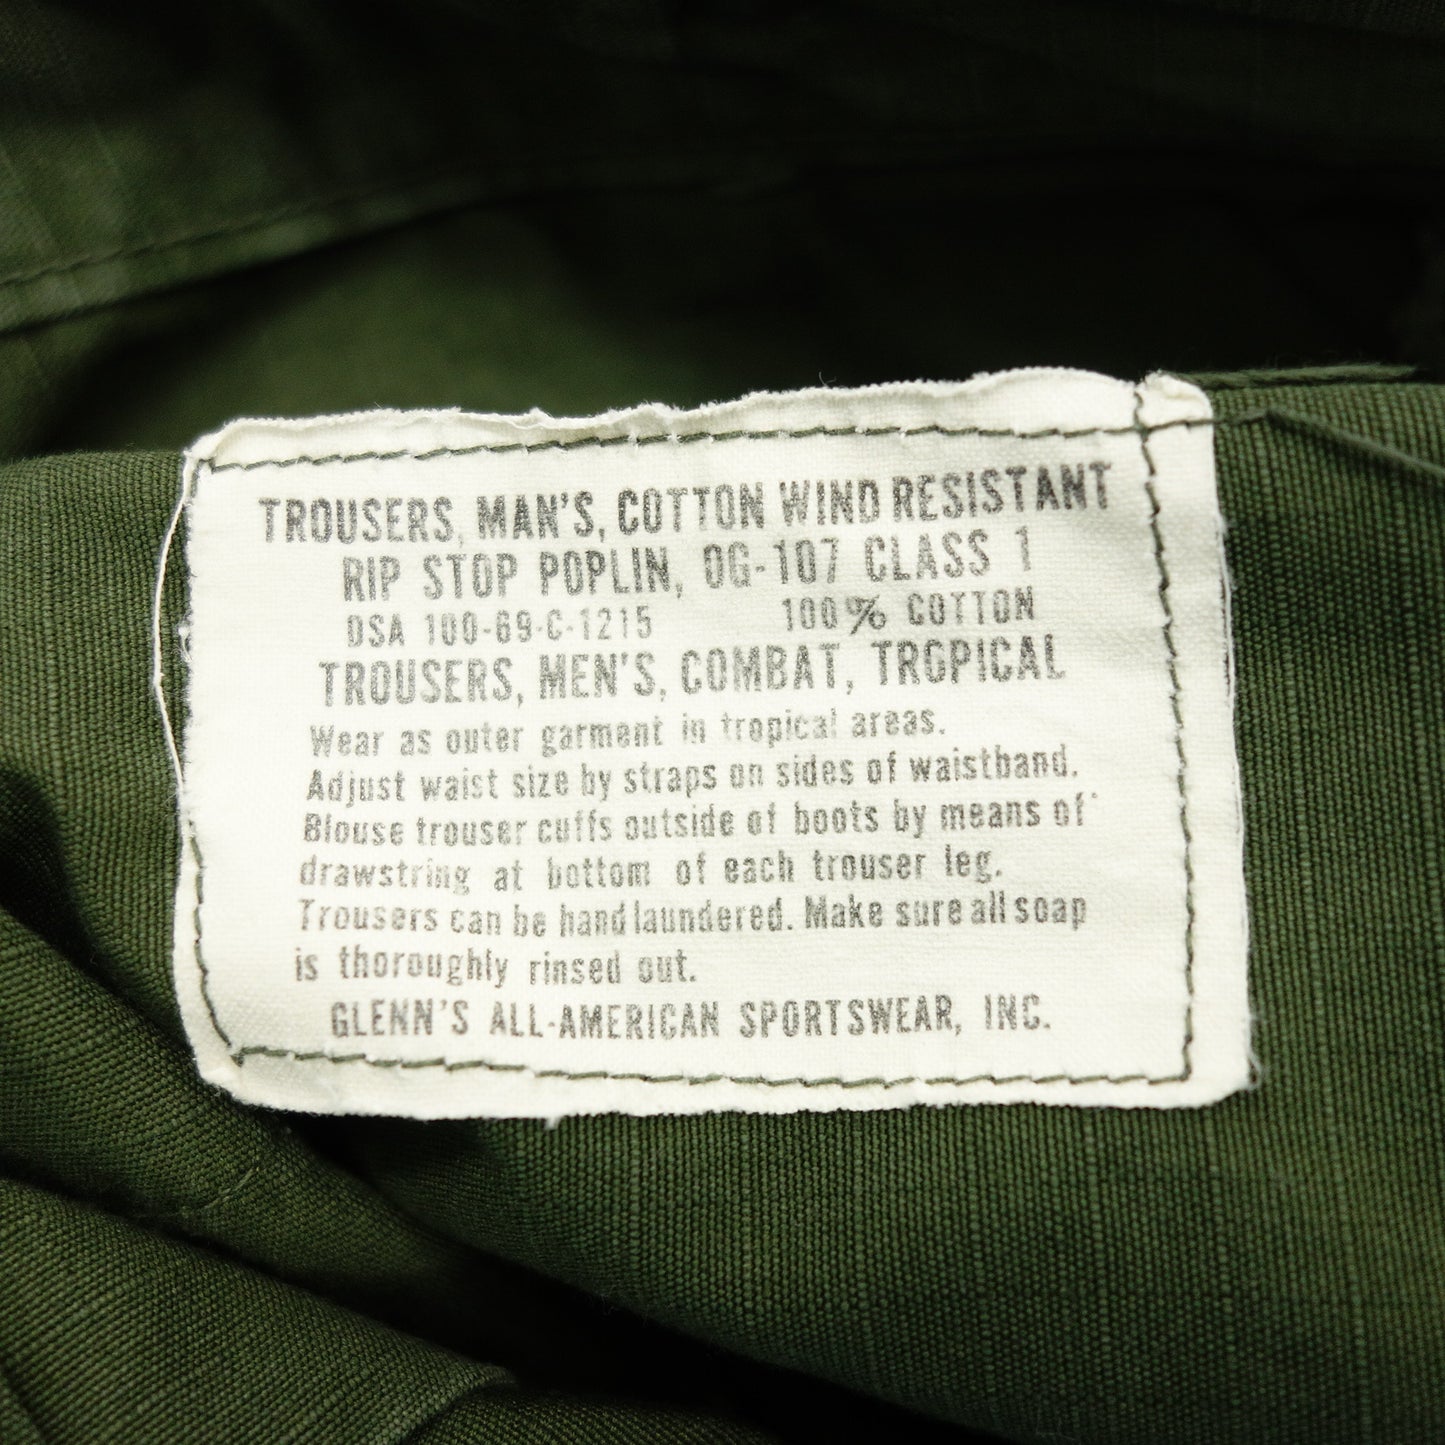 TROUSERS, MAN'S, COTTON WIND RESISTANT
RIP STOP POPLIN, OG-107 CLASS 1
DSA 100-69-C-1215 100% COTTON
TROUSERS, MEN'S, COMBAT, TROPICAL
Wear as outer garment in tropical areas.
Adjust waist size by straps on sides of waistband.
Blouse trouser cuffs outside of boots by means of
drawstring at bottom of each trouser leg.
Trousers can be hand laundered. Make sure all soap
is thoroughly rinsed out.
GLENN'S ALL-AMERICAN SPORTSWEAR, INC.